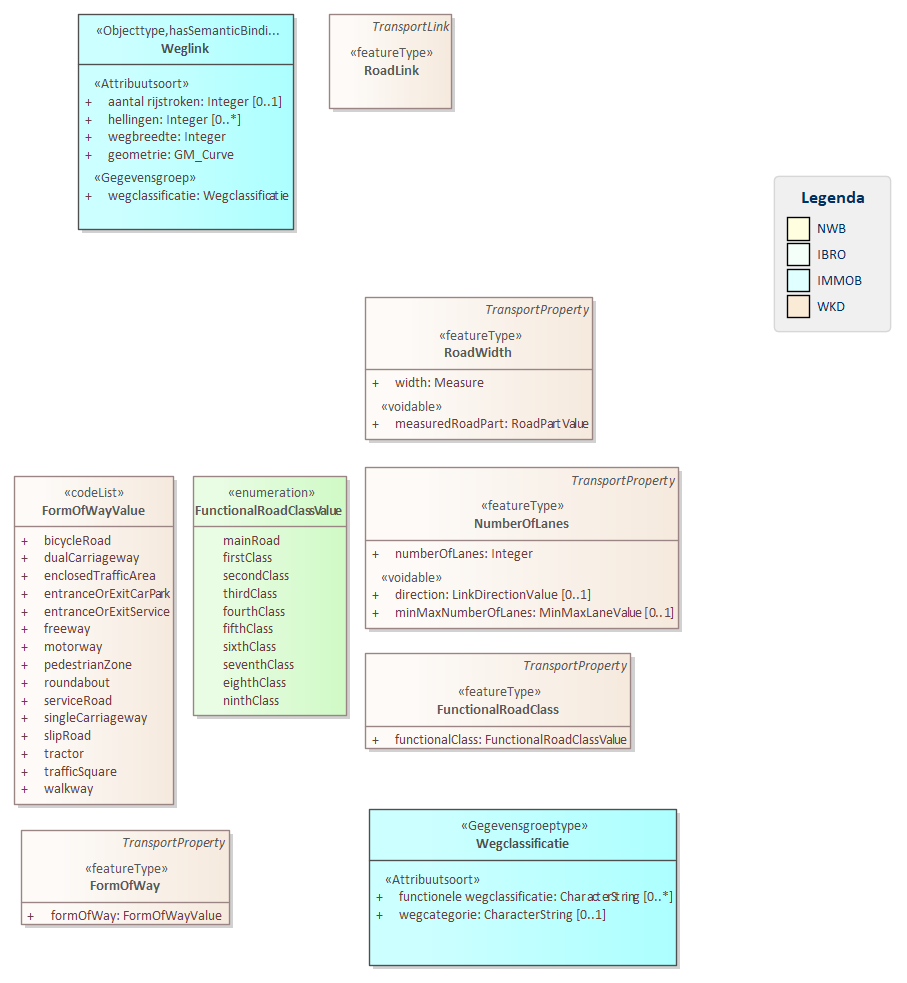 «Objecttype,hasSemanticBindi...
Weglink
«Attribuutsoort»
+ aantal rijstroken: Integer [0..1]
+ hellingen: Integer [0..*]
+ wegbreedte: Integer
+ geometrie: GM_Curve
«Gegevensgroep»
+ wegclassificatie: Wegclassificatie
TransportLink
«featureType»
RoadLink
Legenda
NWB
IBRO
IMMOB
WKD
TransportProperty
«featureType»
RoadWidth
+ width: Measure
«voidable»
+ measuredRoadPart: RoadPartValue
«codeList»
FormOfWayValue
+ bicycleRoad
+ dualCarriageway
+ enclosedTrafficArea
+ entranceOrExitCarPark
+ entranceOrExitService
+ freeway
+ motorway
+ pedestrianZone
+ roundabout
+ serviceRoad
+ singleCarriageway
+ slipRoad
+ tractor
+ trafficSquare
+ walkway
«enumeration»
FunctionalRoadClassValue
mainRoad
firstClass
secondClass
thirdClass
fourthClass
fifthClass
sixthClass
seventhClass
eighthClass
ninthClass
TransportProperty
«featureType»
NumberOfLanes
+ numberOfLanes: Integer
«voidable»
+ direction: LinkDirectionValue [0..1]
+ minMaxNumberOfLanes: MinMaxLaneValue [0..1]
TransportProperty
«featureType»
FunctionalRoadClass
+ functionalClass: FunctionalRoadClassValue
TransportProperty
«featureType»
FormOfWay
+ formOfWay: FormOfWayValue
«Gegevensgroeptype»
Wegclassificatie
«Attribuutsoort»
+ functionele wegclassificatie: CharacterString [0..*]
+ wegcategorie: CharacterString [0..1]